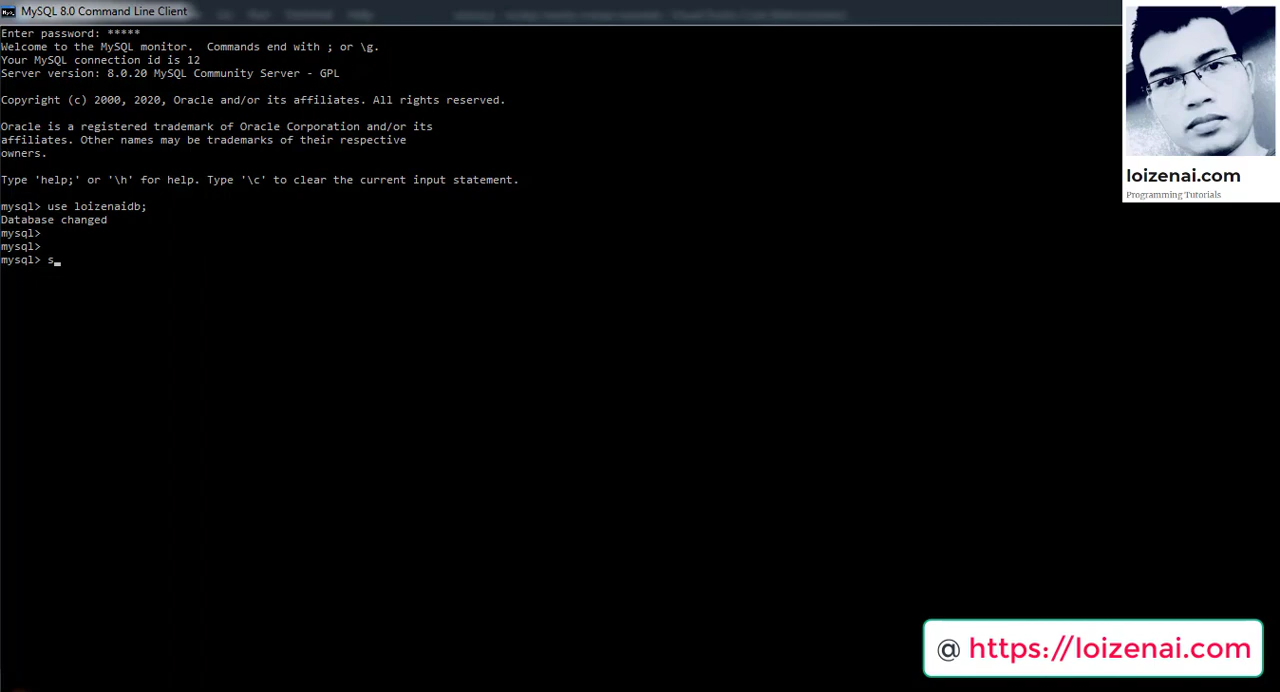 MySQL 8.0 Command Line Client
Enter password: *****
Welcome to the MySQL monitor.  Commands end with ; or \g.
Your MySQL connection id is 12
Server version: 8.0.20 MySQL Community Server - GPL
Copyright (c) 2000, 2020, Oracle and/or its affiliates. All rights reserved.
Oracle is a registered trademark of Oracle Corporation and/or its
affiliates. Other names may be trademarks of their respective
owners.
Type 'help;' or '\h' for help. Type '\c' to clear the current input statement.
mysql> use loizenaidb;
Database changed
mysql>
mysql>
mysql> s_
loizenai.com
Programming Tutorials
@ https://loizenai.com